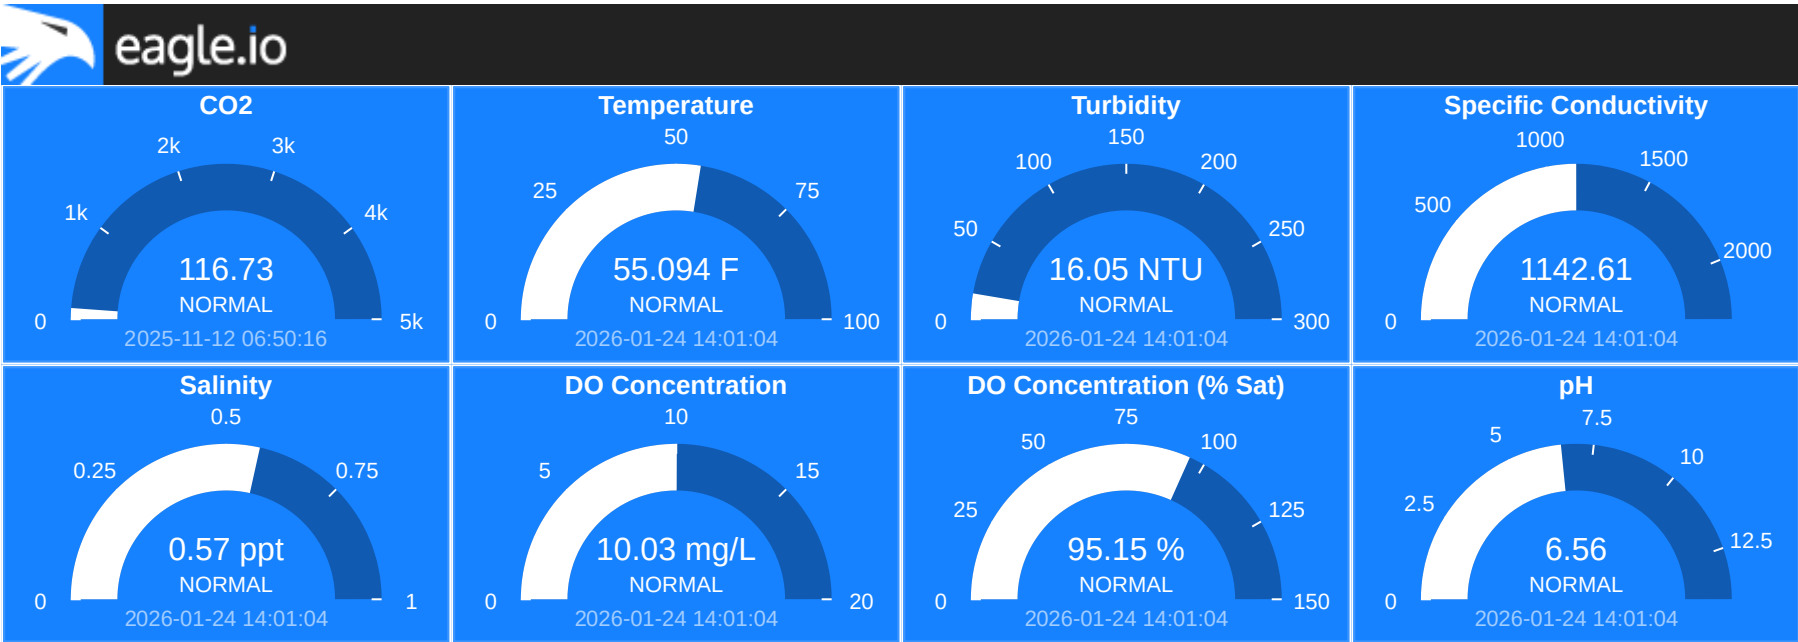 eagle.io
CO2
0
1k
2k
3k
4k
5k
116.73
NORMAL
2025-11-12 06:50:16
Temperature
0
25
50
75
100
55.094 F
NORMAL
2026-01-24 14:01:04
Turbidity
0
50
100
150
200
250
300
16.05 NTU
NORMAL
2026-01-24 14:01:04
Specific Conductivity
0
500
1000
1500
2000
1142.61
NORMAL
2026-01-24 14:01:04
Salinity
0
0.25
0.5
0.75
1
0.57 ppt
NORMAL
2026-01-24 14:01:04
DO Concentration
0
5
10
15
20
10.03 mg/L
NORMAL
2026-01-24 14:01:04
DO Concentration (% Sat)
0
25
50
75
100
125
150
95.15 %
NORMAL
2026-01-24 14:01:04
pH
0
2.5
5
7.5
10
12.5
6.56
NORMAL
2026-01-24 14:01:04